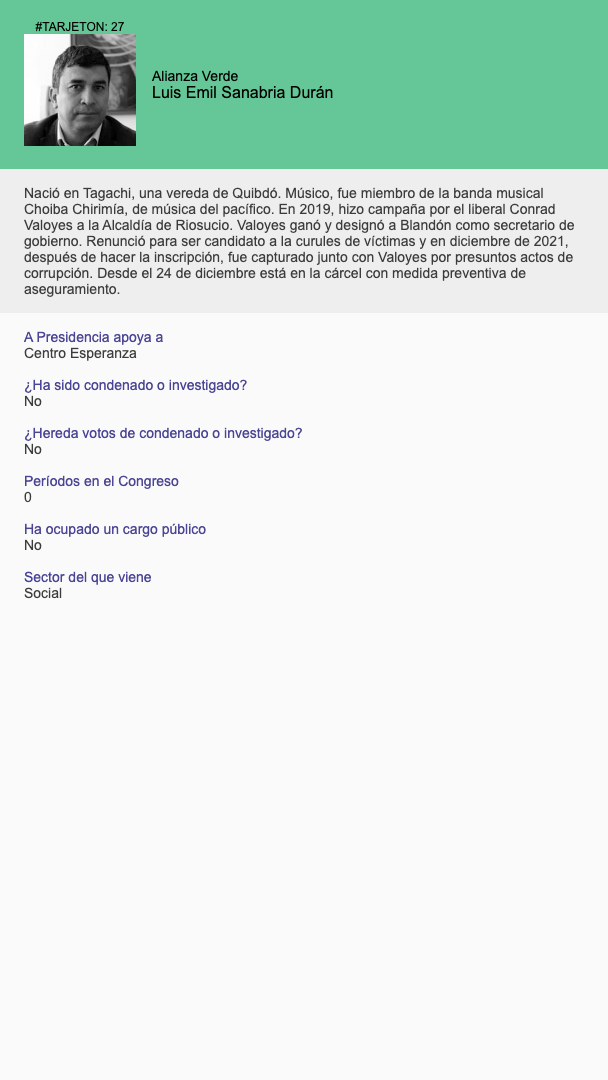 #TARJETON: 27
Alianza Verde
Luis Emil Sanabria Durán
Nació en Tagachi, una vereda de Quibdó. Músico, fue miembro de la banda musical
Choiba Chirimía, de música del pacífico. En 2019, hizo campaña por el liberal Conrad
Valoyes a la Alcaldía de Riosucio. Valoyes ganó y designó a Blandón como secretario de
gobierno. Renunció para ser candidato a la curules de víctimas y en diciembre de 2021,
después de hacer la inscripción, fue capturado junto con Valoyes por presuntos actos de
corrupción. Desde el 24 de diciembre está en la cárcel con medida preventiva de
aseguramiento.
A Presidencia apoya a
Centro Esperanza
¿Ha sido condenado o investigado?
No
¿Hereda votos de condenado o investigado?
No
Períodos en el Congreso
0
Ha ocupado un cargo público
No
Sector del que viene
Social